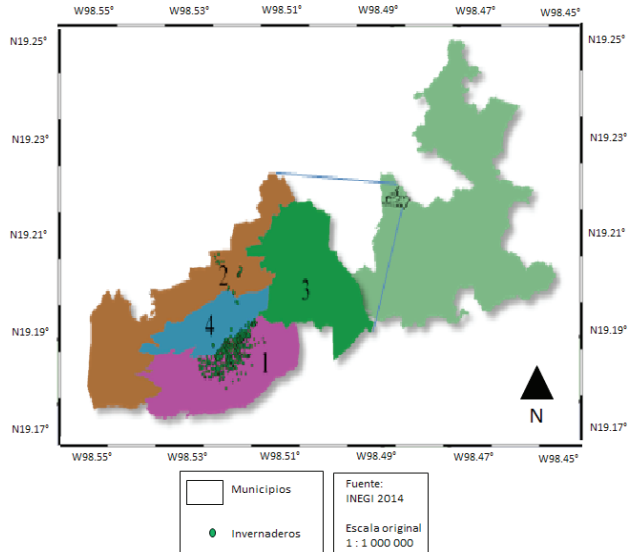 W98.55° W98.53° W98.51° W98.49° W98.47° W98.45°
N19.25° N19.25°
N19.23° N19.23°
N19.21° N19.21°
2
3
N19.19° N19.19°
4
1
N
N19.17° N19.17°
W98.55° W98.53° W98.51° W98.49° W98.47° W98.45°
Municipios
Invernaderos
Fuente:
INEGI 2014
Escala original
1 : 1 000 000